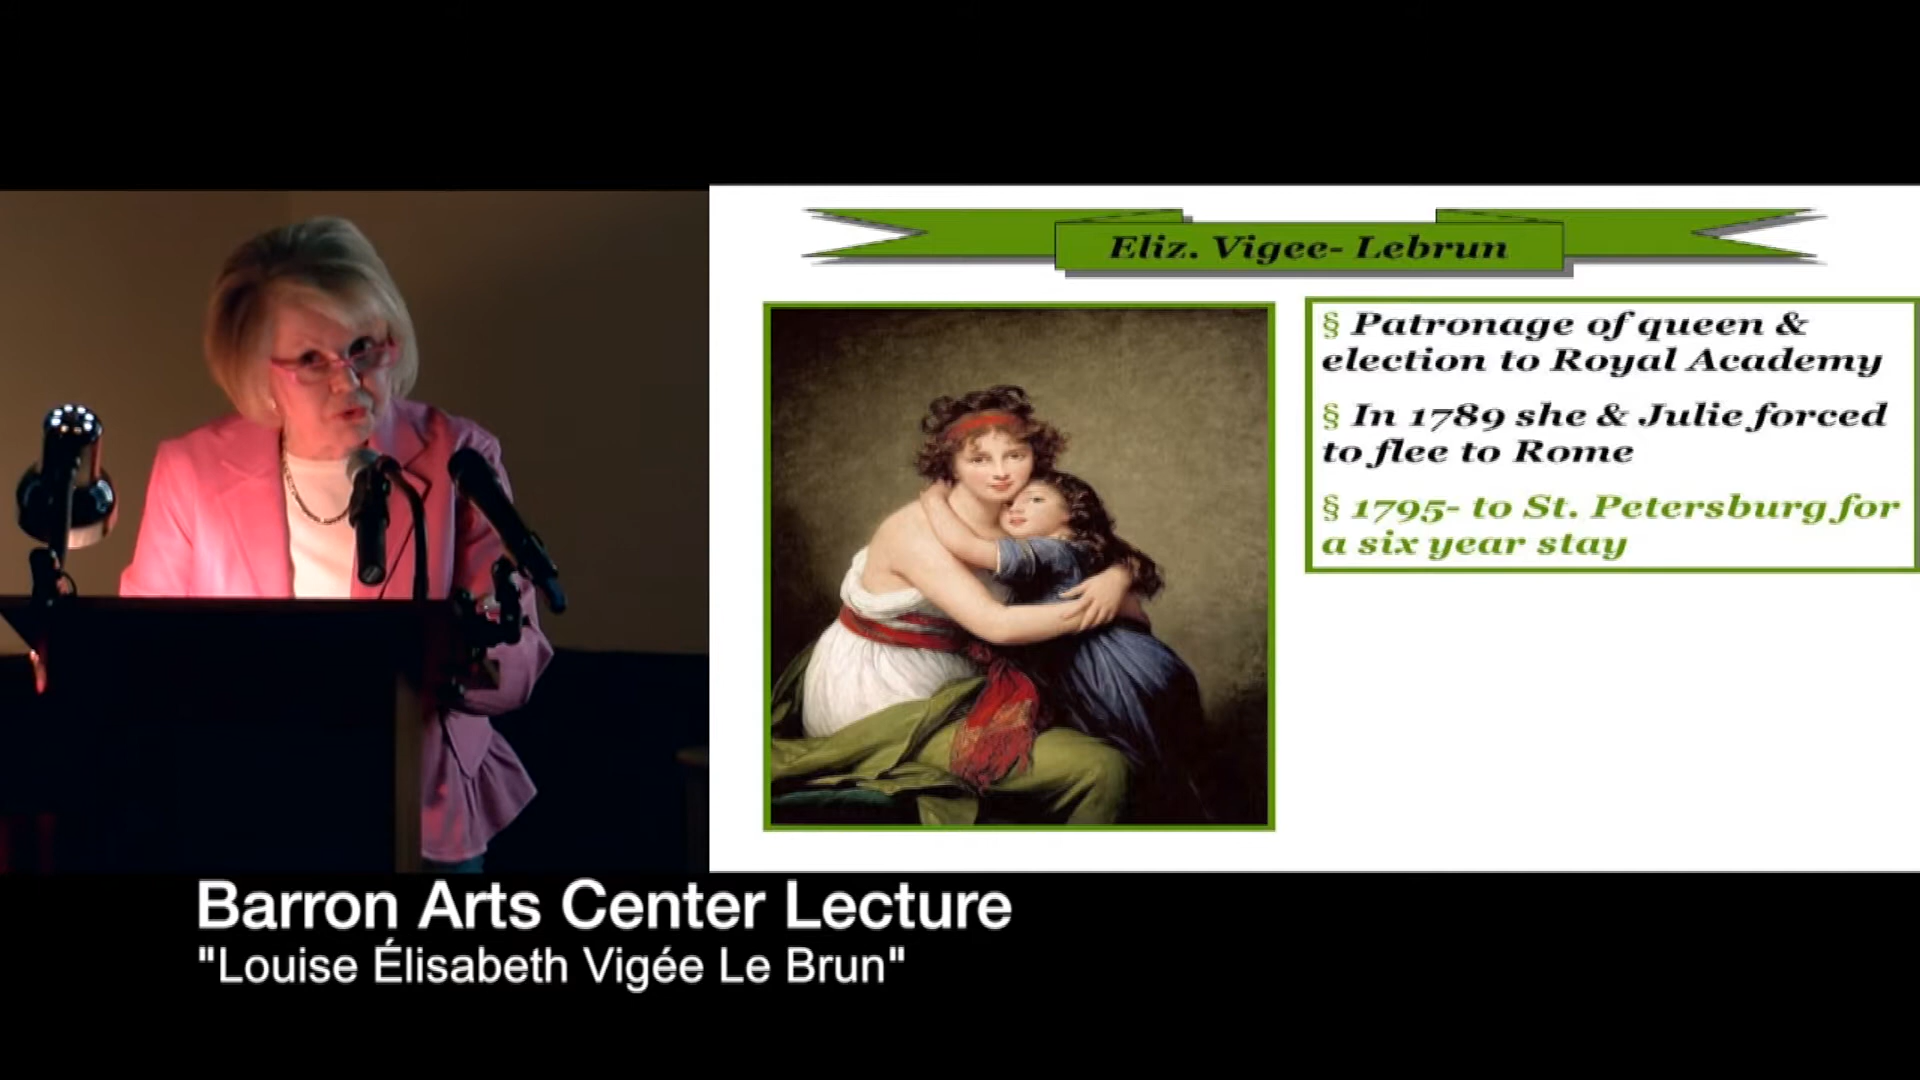 Eliz. Vigee- Lebrun
§ Patronage of queen &
election to Royal Academy
§ In 1789 she & Julie forced
to flee to Rome
§ 1795- to St. Petersburg for
a six year stay
Barron Arts Center Lecture
"Louise Élisabeth Vigée Le Brun"